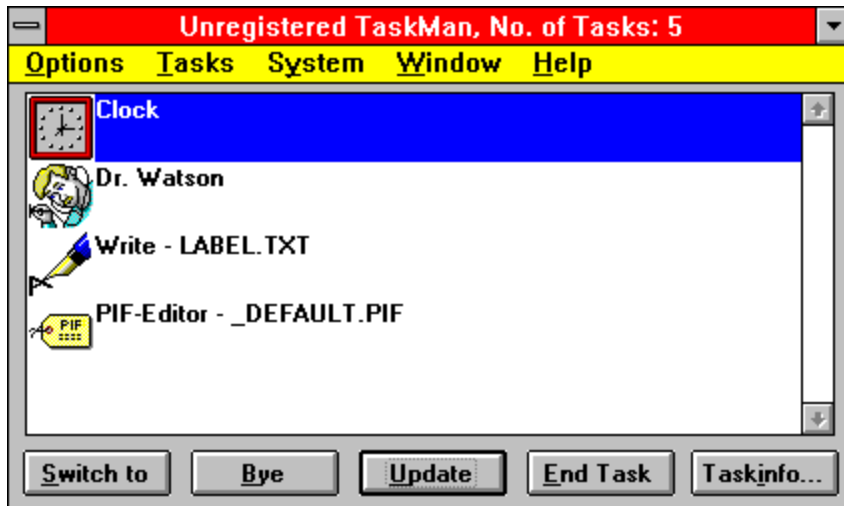 Unregistered TaskMan, No. of Tasks: 5
Options Tasks System Window Help
Clock
Dr. Watson
Write - LABEL.TXT
PIF
PIF-Editor - _DEFAULT.PIF
Switch to Bye Update End Task Taskinfo...